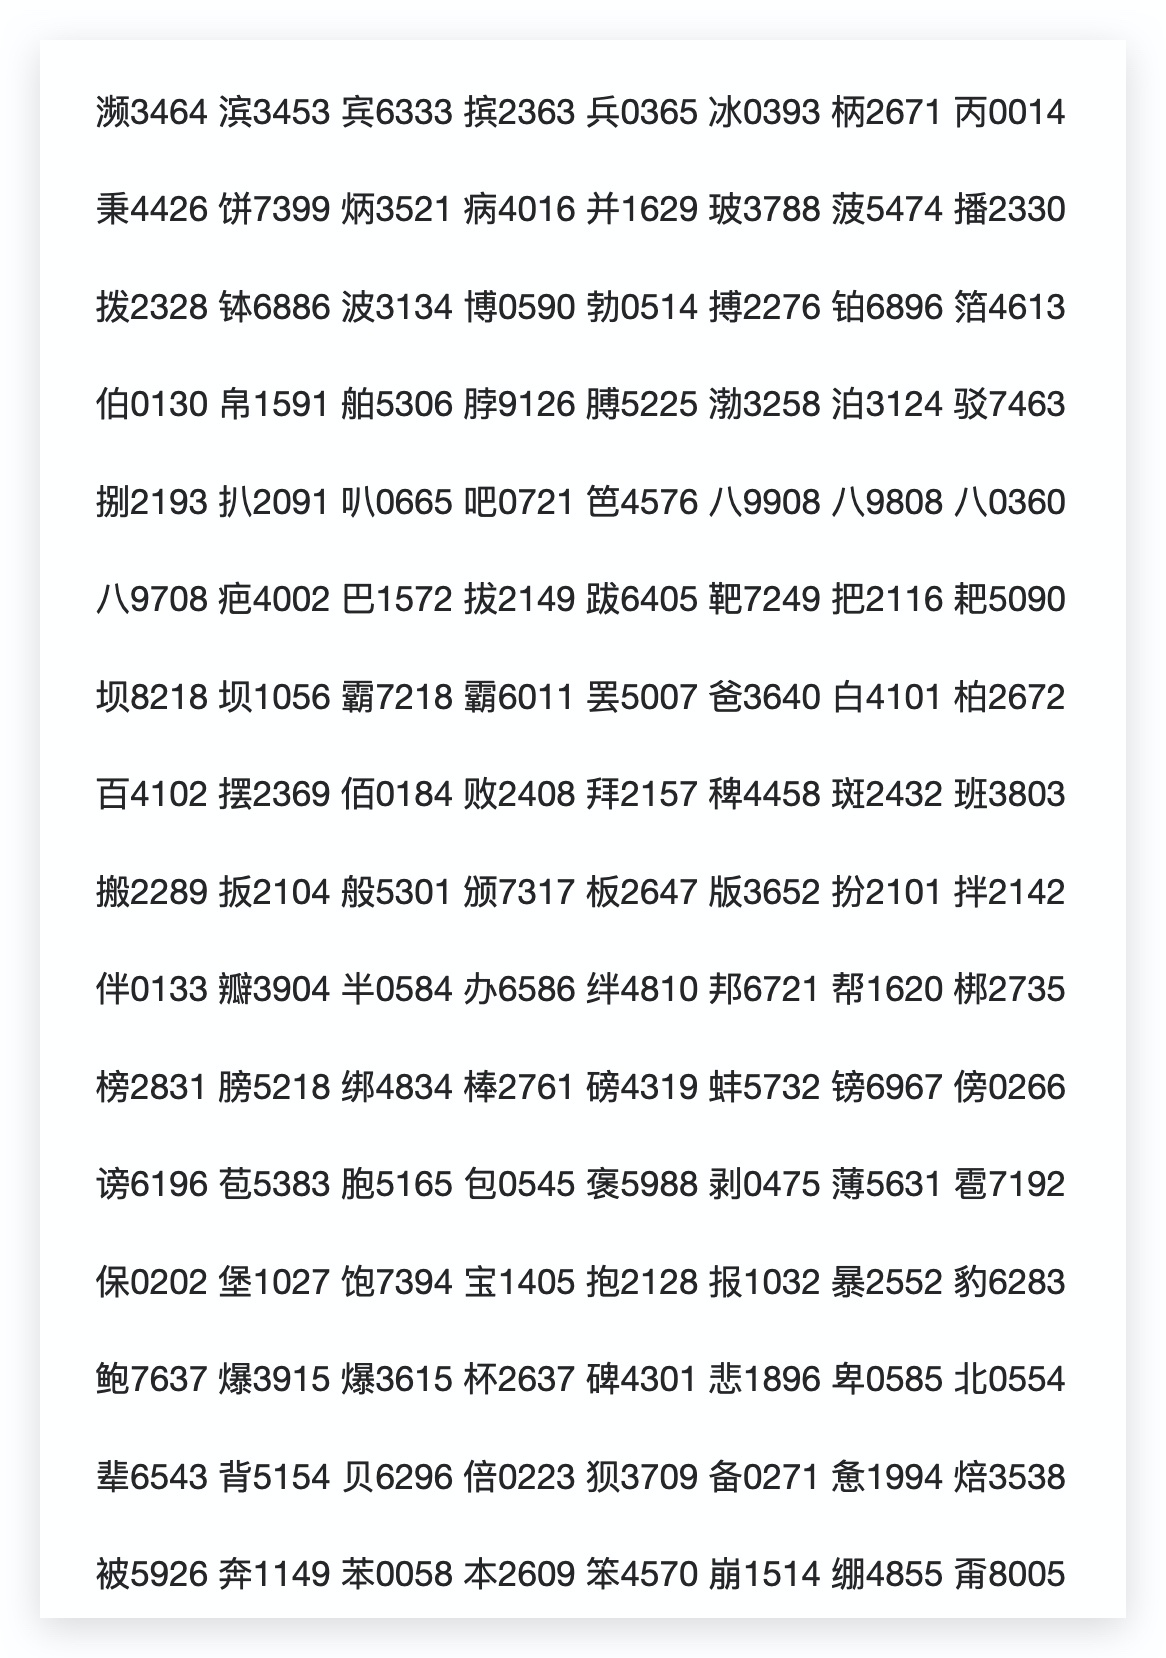 濒3464 滨3453 宾6333 摈2363 兵0365 冰0393 柄2671 丙0014
秉4426 饼7399 炳3521 病4016 并1629 玻3788 菠5474 播2330
拨2328 钵6886 波3134 博0590 勃0514 搏2276 铂6896 箔4613
伯0130 帛1591 舶5306 脖9126 膊5225 渤3258 泊3124 驳7463
捌2193 扒2091 叭0665 吧0721 笆4576 八9908 八9808 八0360
八9708 疤4002 巴1572 拔2149 跋6405 靶7249 把2116 耙5090
坝8218 坝1056 霸7218 霸6011 罢5007 爸3640 白4101 柏2672
百4102 摆2369 佰0184 败2408 拜2157 稗4458 斑2432 班3803
搬2289 扳2104 般5301 颁7317 板2647 版3652 扮2101 拌2142
伴0133 瓣3904 半0584 办6586 绊4810 邦6721 帮1620 梆2735
榜2831 膀5218 绑4834 棒2761 磅4319 蚌5732 镑6967 傍0266
谤6196 苞5383 胞5165 包0545 褒5988 剥0475 薄5631 雹7192
保0202 堡1027 饱7394 宝1405 抱2128 报1032 暴2552 豹6283
鲍7637 爆3915 爆3615 杯2637 碑4301 悲1896 卑0585 北0554
辈6543 背5154 贝6296 倍0223 狈3709 备0271 惫1994 焙3538
被5926 奔1149 苯0058 本2609 笨4570 崩1514 绷4855 甭8005